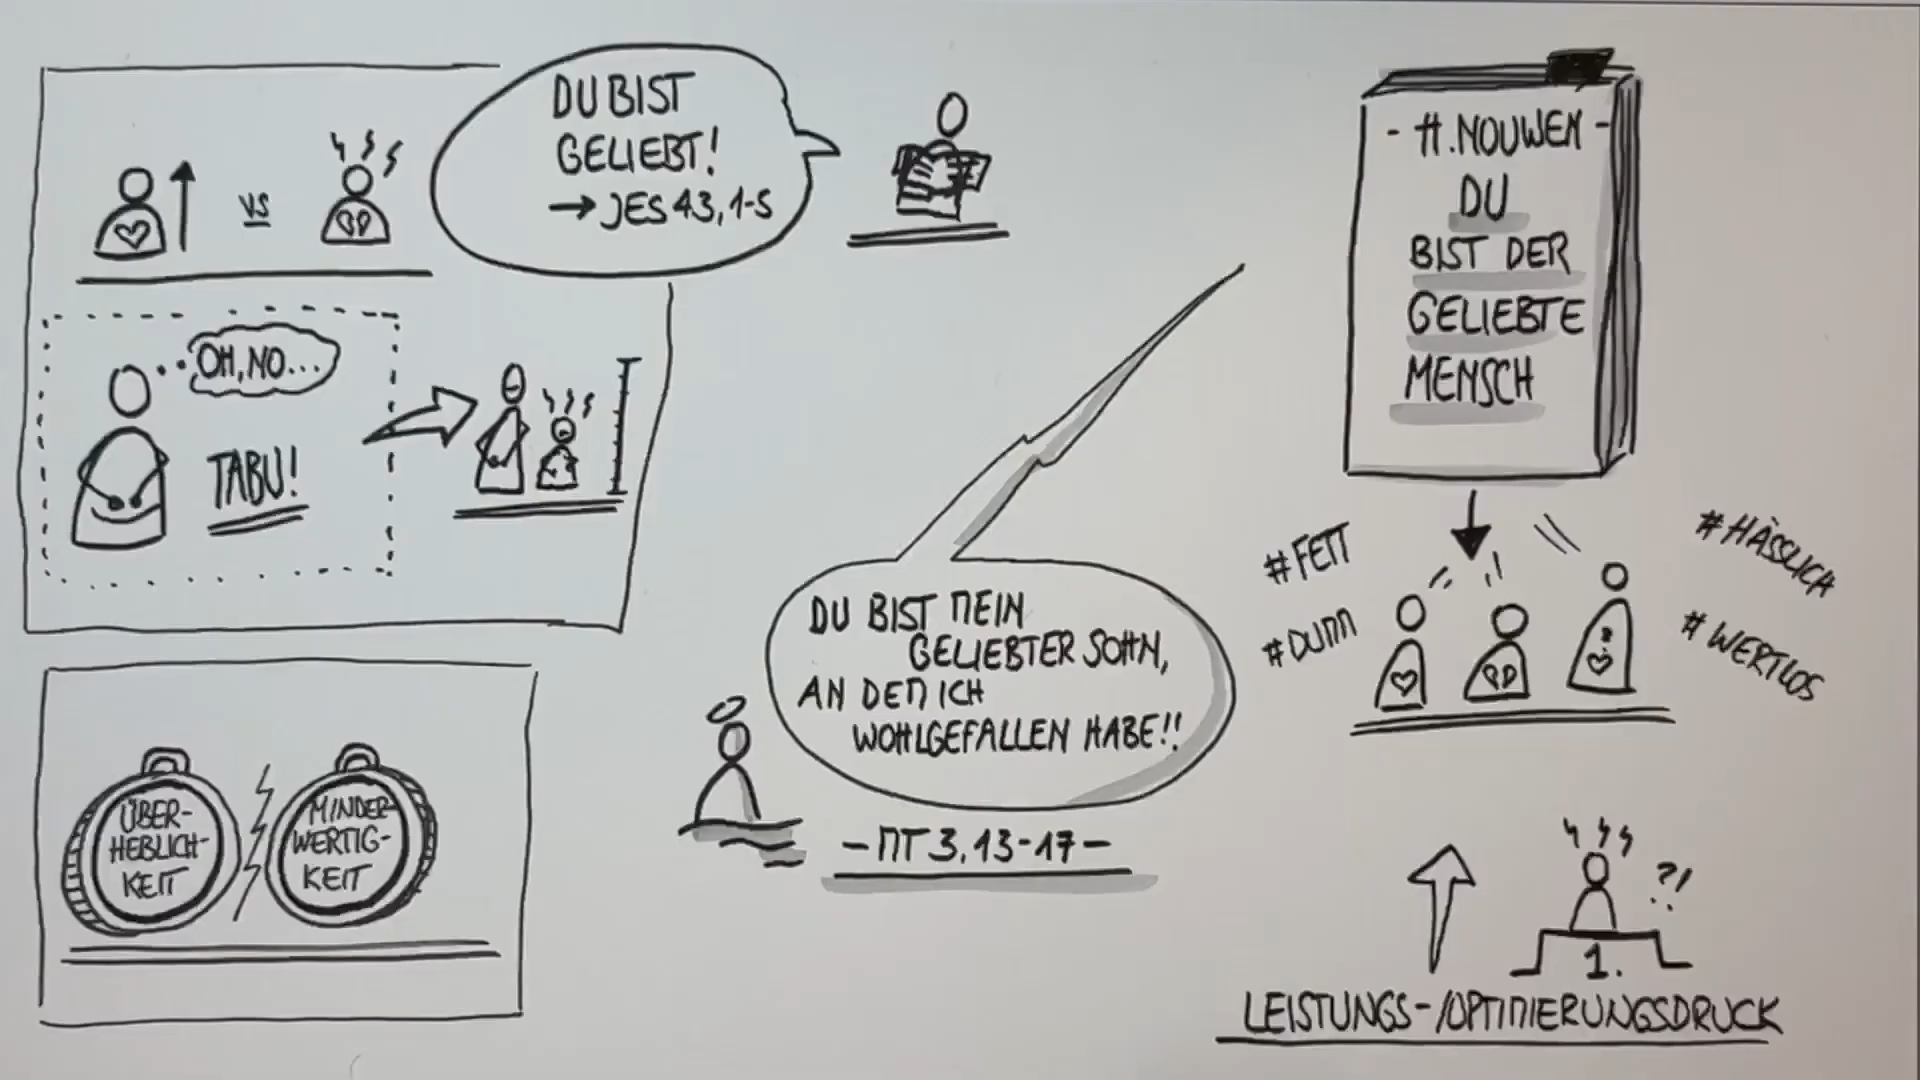 DU BIST
GELIEBT!
→ JES 43, 1-5
VS
OH, NO...
TABU!
ÜBER-
HEBLICH-
KEIT
MINDER-
WERTIG-
KEIT
DU BIST MEIN
GELIEBTER SOHN,
AN DEM ICH
WOHLGEFALLEN HABE!!
- MT 3, 13-17 -
- H. NOUWEN -
DU
BIST DER
GELIEBTE
MENSCH
#FETT
#DUMM
#HÄSSLICH
#WERTLOS
?!
1.
LEISTUNGS-/OPTIMIERUNGSDRUCK